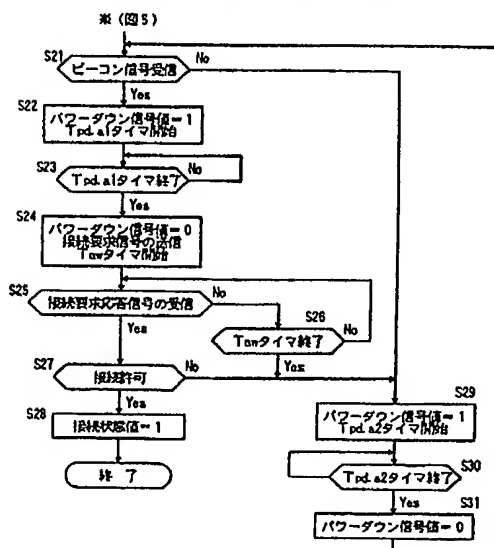 ※(図5)
S21
ビーコン信号受信
No
Yes
S22
パワーダウン信号値=1
Tpd.a1タイマ開始
S23
Tpd.a1タイマ終了
No
Yes
S24
パワーダウン信号値=0
接続要求信号の送信
Tawタイマ開始
S25
接続要求応答信号の受信
No
Yes
S26
Tawタイマ終了
No
Yes
S27
接続許可
No
Yes
S28
接続状態値=1
終 了
S29
パワーダウン信号値=1
Tpd.a2タイマ開始
S30
Tpd.a2タイマ終了
Yes
S31
パワーダウン信号値=0